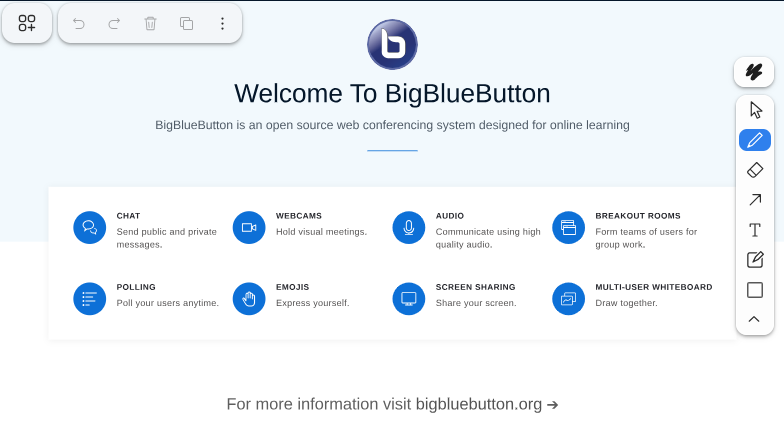 Welcome To BigBlueButton
BigBlueButton is an open source web conferencing system designed for online learning
CHAT
Send public and private
messages.
WEBCAMS
Hold visual meetings.
AUDIO
Communicate using high
quality audio.
BREAKOUT ROOMS
Form teams of users for
group work.
POLLING
Poll your users anytime.
EMOJIS
Express yourself.
SCREEN SHARING
Share your screen.
MULTI-USER WHITEBOARD
Draw together.
For more information visit bigbluebutton.org ➔